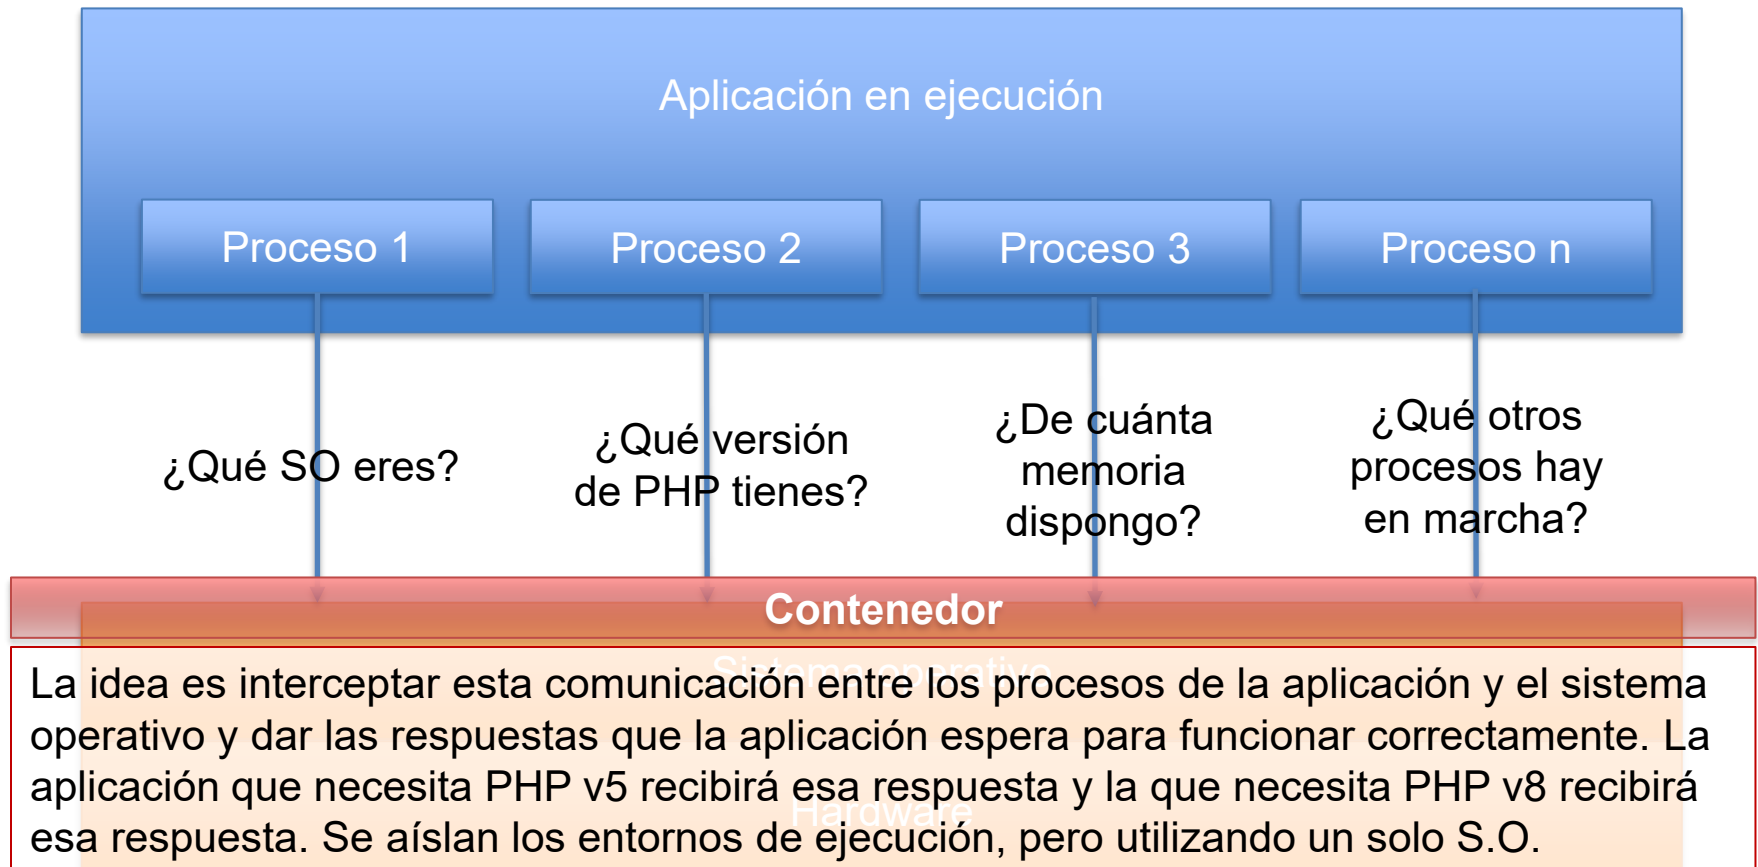 Aplicación en ejecución
Proceso 1
Proceso 2
Proceso 3
Proceso n
¿Qué SO eres?
¿Qué versión
de PHP tienes?
¿De cuánta
memoria
dispongo?
¿Qué otros
procesos hay
en marcha?
Contenedor
Sistema operativo
La idea es interceptar esta comunicación entre los procesos de la aplicación y el sistema
operativo y dar las respuestas que la aplicación espera para funcionar correctamente. La
aplicación que necesita PHP v5 recibirá esa respuesta y la que necesita PHP v8 recibirá
Hardware
esa respuesta. Se aíslan los entornos de ejecución, pero utilizando un solo S.O.